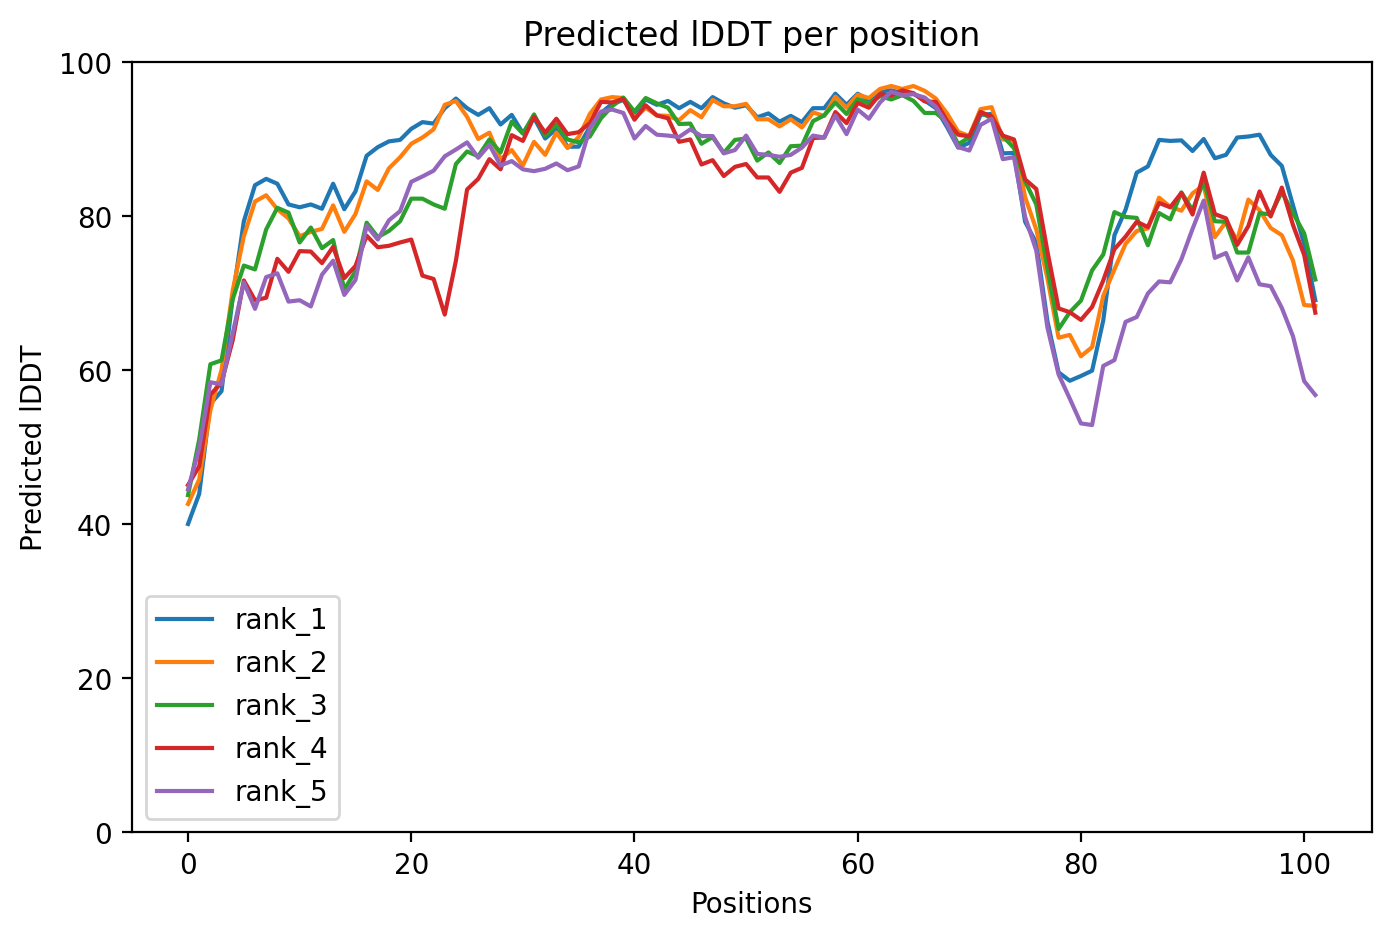 Predicted lDDT per position
100
80
60
40
20
0
Predicted lDDT
rank_1
rank_2
rank_3
rank_4
rank_5
0 20 40 60 80 100
Positions